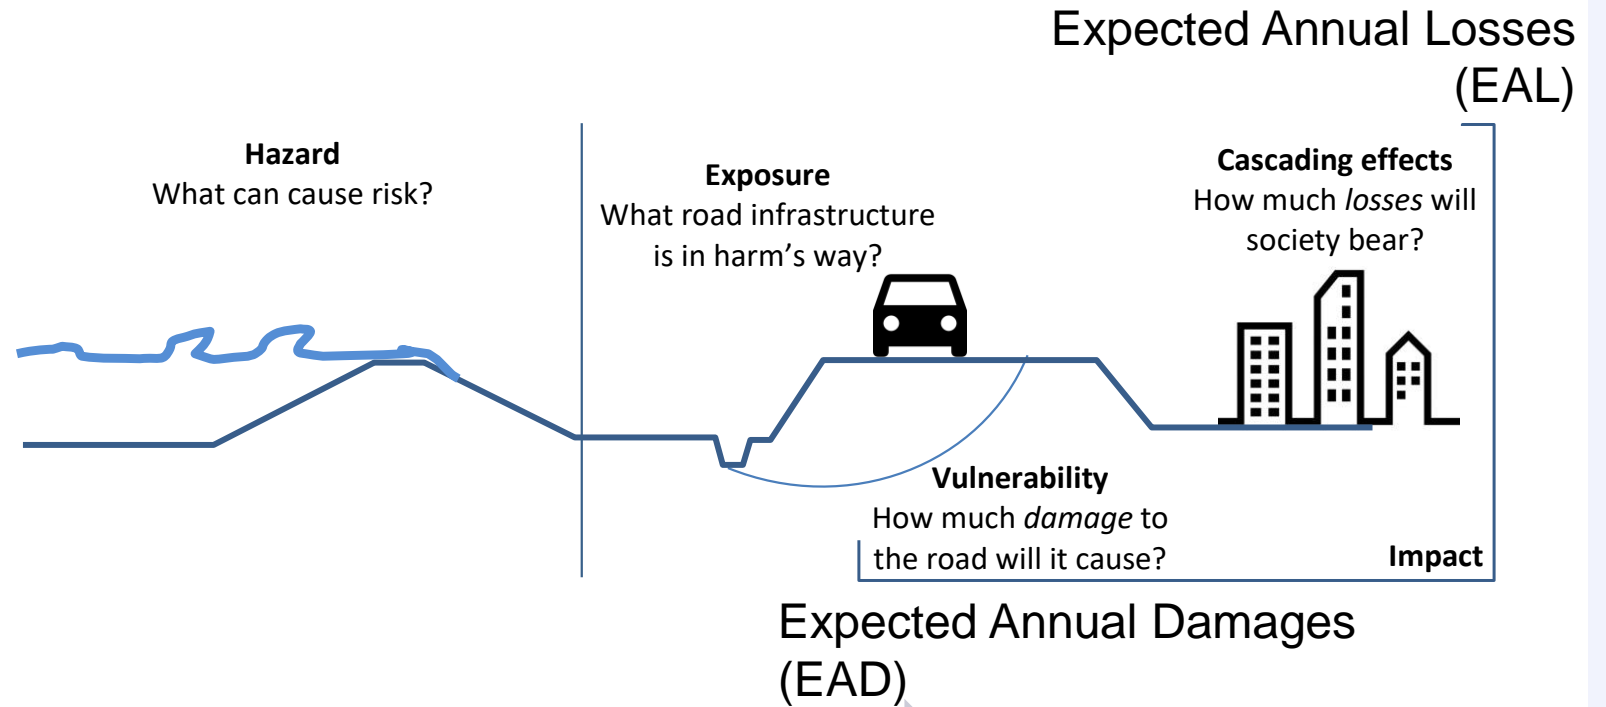 Expected Annual Losses
(EAL)
Hazard
What can cause risk?
Exposure
What road infrastructure
is in harm’s way?
Cascading effects
How much losses will
society bear?
Vulnerability
How much damage to
the road will it cause?
Impact
Expected Annual Damages
(EAD)